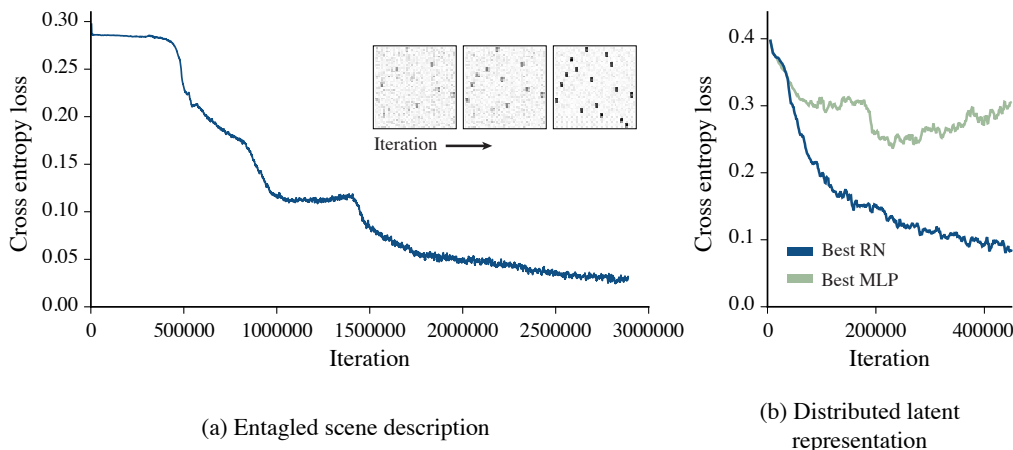 0.30
0.25
0.20
0.15
0.10
0.05
0.00
Cross entropy loss
0
500000
1000000
1500000
2000000
2500000
3000000
Iteration
Iteration
(a) Entagled scene description
0.4
0.3
0.2
0.1
0.0
Cross entropy loss
Best RN
Best MLP
0
200000
400000
Iteration
(b) Distributed latent
representation